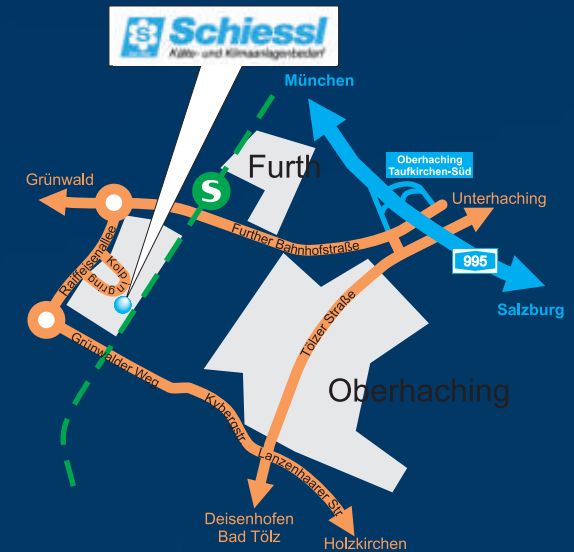 S
Schiessl
Kälte- und Klimaanlagenbedarf
München
Oberhaching
Taufkirchen-Süd
Furth
Grünwald
S
Unterhaching
Further Bahnhofstraße
Raiffeisenallee
Kolpingring
995
Salzburg
Tölzer Straße
Grünwalder Weg
Oberhaching
Kybergstr.
Lanzenhaarer Str.
Deisenhofen
Bad Tölz
Holzkirchen